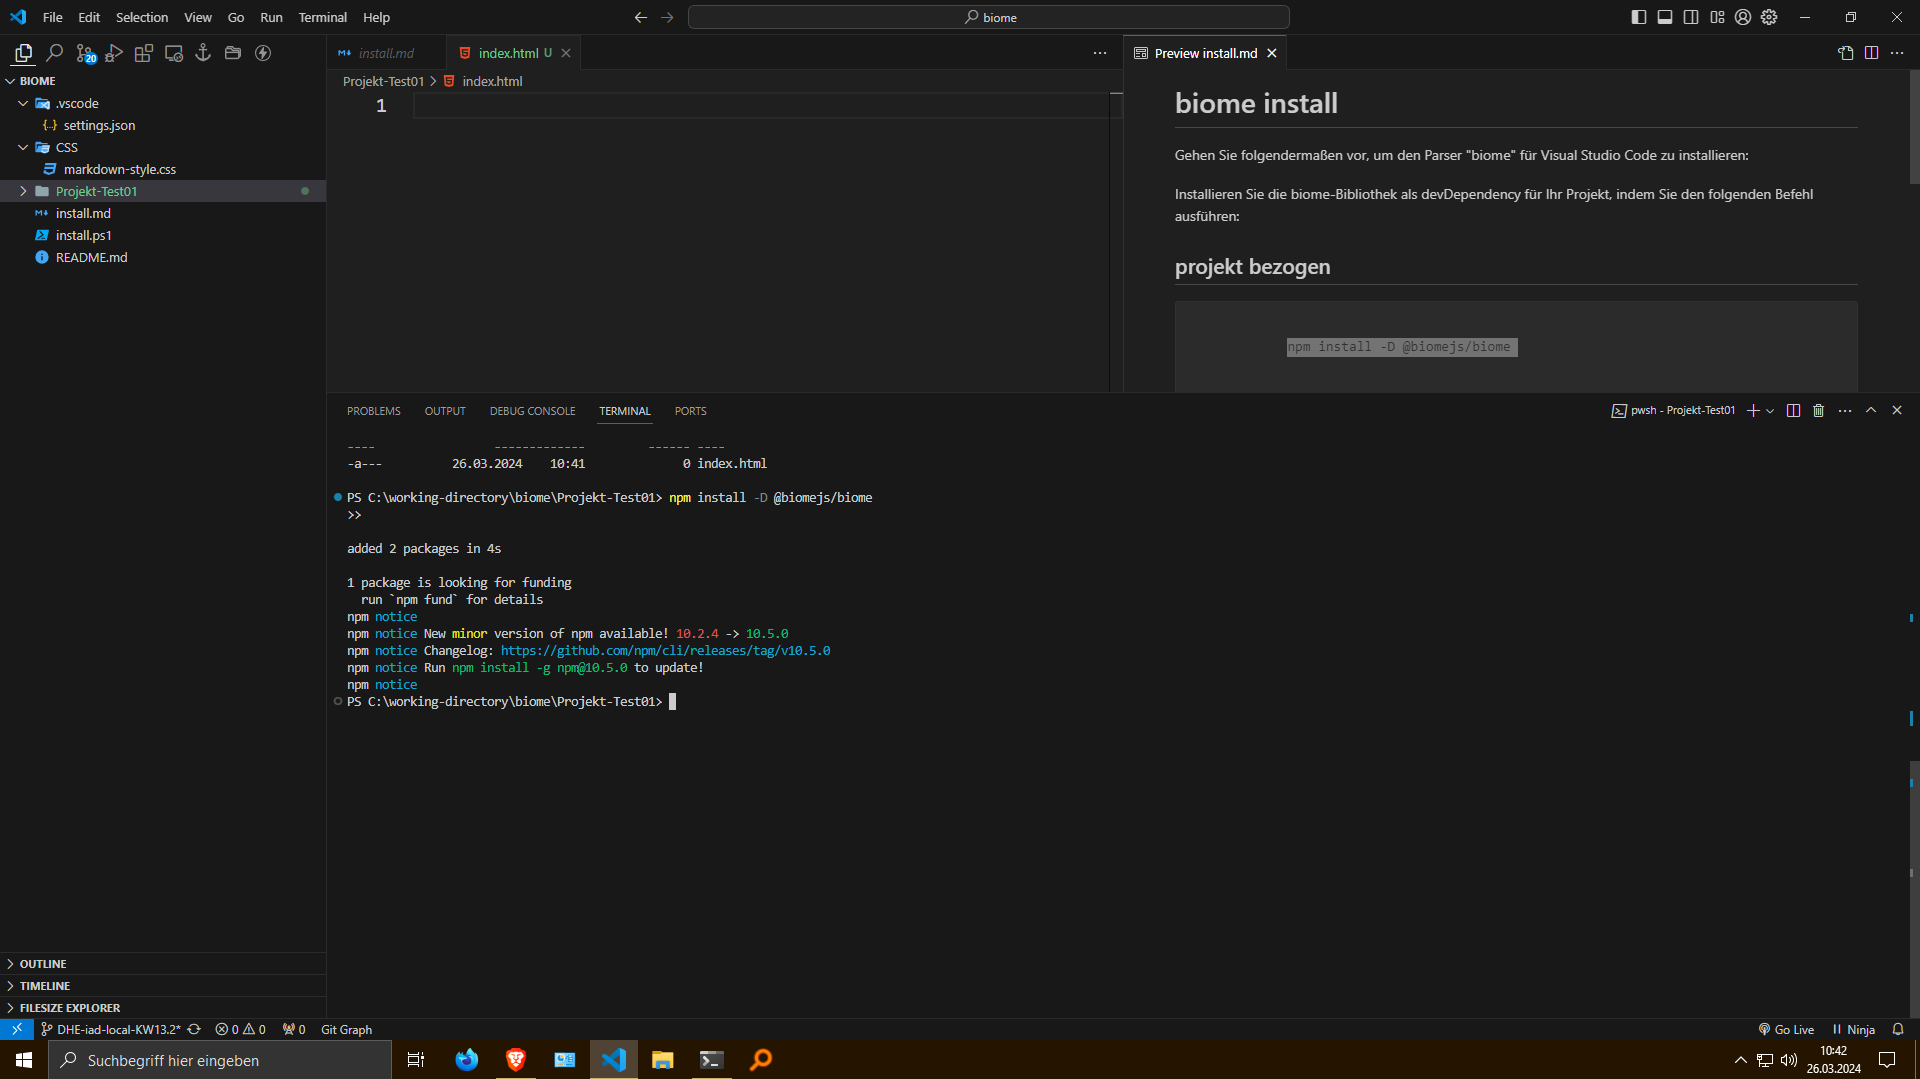 File Edit Selection View Go Run Terminal Help
biome
20
install.md
index.html U
Preview install.md
BIOME
.vscode
settings.json
CSS
markdown-style.css
Projekt-Test01
install.md
install.ps1
README.md
Projekt-Test01 > index.html
1
biome install
Gehen Sie folgendermaßen vor, um den Parser "biome" für Visual Studio Code zu installieren:
Installieren Sie die biome-Bibliothek als devDependency für Ihr Projekt, indem Sie den folgenden Befehl
ausführen:
projekt bezogen
npm install -D @biomejs/biome
PROBLEMS OUTPUT DEBUG CONSOLE TERMINAL PORTS
pwsh - Projekt-Test01
---- ------------- ------ ----
-a--- 26.03.2024 10:41 0 index.html
PS C:\working-directory\biome\Projekt-Test01> npm install -D @biomejs/biome
>>
added 2 packages in 4s
1 package is looking for funding
run `npm fund` for details
npm notice
npm notice New minor version of npm available! 10.2.4 -> 10.5.0
npm notice Changelog: https://github.com/npm/cli/releases/tag/v10.5.0
npm notice Run npm install -g npm@10.5.0 to update!
npm notice
PS C:\working-directory\biome\Projekt-Test01>
OUTLINE
TIMELINE
FILESIZE EXPLORER
DHE-iad-local-KW13.2* 0 0 0 Git Graph
Go Live Ninja
Suchbegriff hier eingeben
10:42
26.03.2024